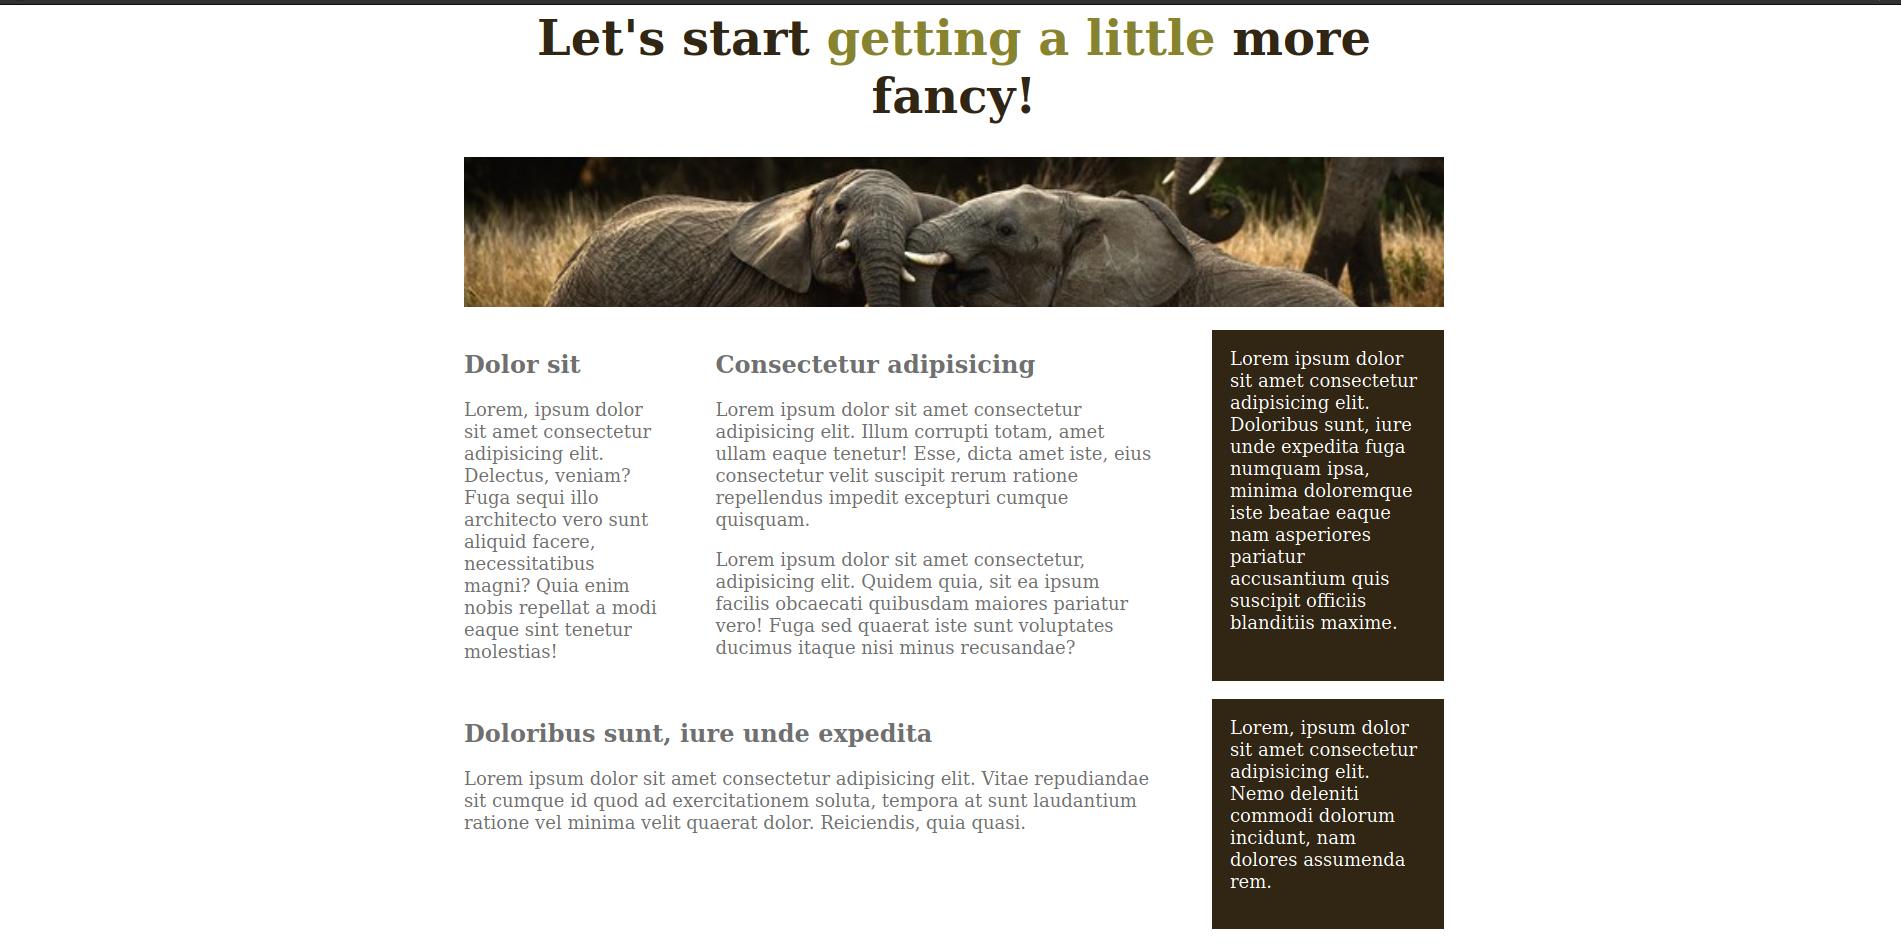 Let's start getting a little more
fancy!
Dolor sit
Lorem, ipsum dolor
sit amet consectetur
adipisicing elit.
Delectus, veniam?
Fuga sequi illo
architecto vero sunt
aliquid facere,
necessitatibus
magni? Quia enim
nobis repellat a modi
eaque sint tenetur
molestias!
Consectetur adipisicing
Lorem ipsum dolor sit amet consectetur
adipisicing elit. Illum corrupti totam, amet
ullam eaque tenetur! Esse, dicta amet iste, eius
consectetur velit suscipit rerum ratione
repellendus impedit excepturi cumque
quisquam.
Lorem ipsum dolor sit amet consectetur,
adipisicing elit. Quidem quia, sit ea ipsum
facilis obcaecati quibusdam maiores pariatur
vero! Fuga sed quaerat iste sunt voluptates
ducimus itaque nisi minus recusandae?
Lorem ipsum dolor
sit amet consectetur
adipisicing elit.
Doloribus sunt, iure
unde expedita fuga
numquam ipsa,
minima doloremque
iste beatae eaque
nam asperiores
pariatur
accusantium quis
suscipit officiis
blanditiis maxime.
Doloribus sunt, iure unde expedita
Lorem ipsum dolor sit amet consectetur adipisicing elit. Vitae repudiandae
sit cumque id quod ad exercitationem soluta, tempora at sunt laudantium
ratione vel minima velit quaerat dolor. Reiciendis, quia quasi.
Lorem, ipsum dolor
sit amet consectetur
adipisicing elit.
Nemo deleniti
commodi dolorum
incidunt, nam
dolores assumenda
rem.